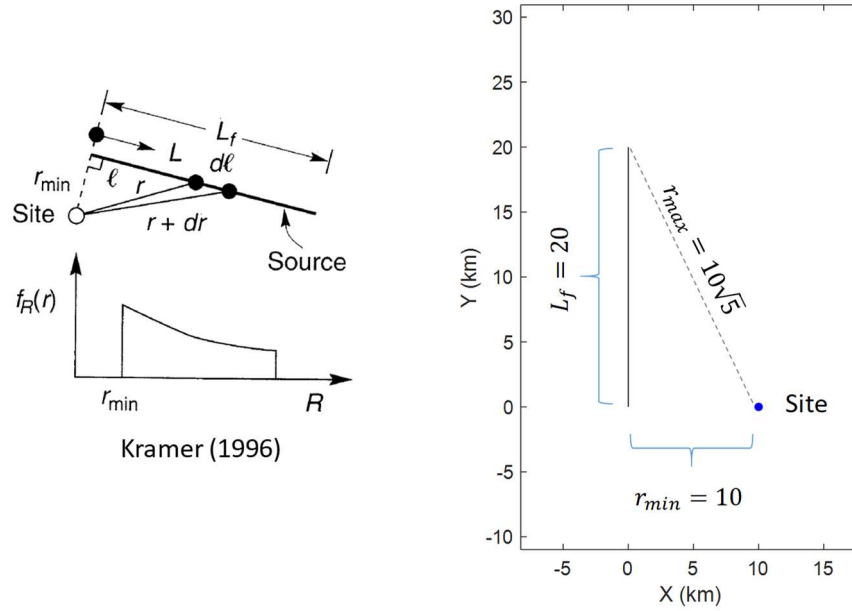 L_f
L
dℓ
r_min
ℓ
r
Site
r + dr
Source
f_R(r)
r_min
R
Kramer (1996)
30
25
20
15
10
5
0
-5
-10
Y (km)
L_f = 20
r_max = 10√5
Site
r_min = 10
-5 0 5 10 15
X (km)